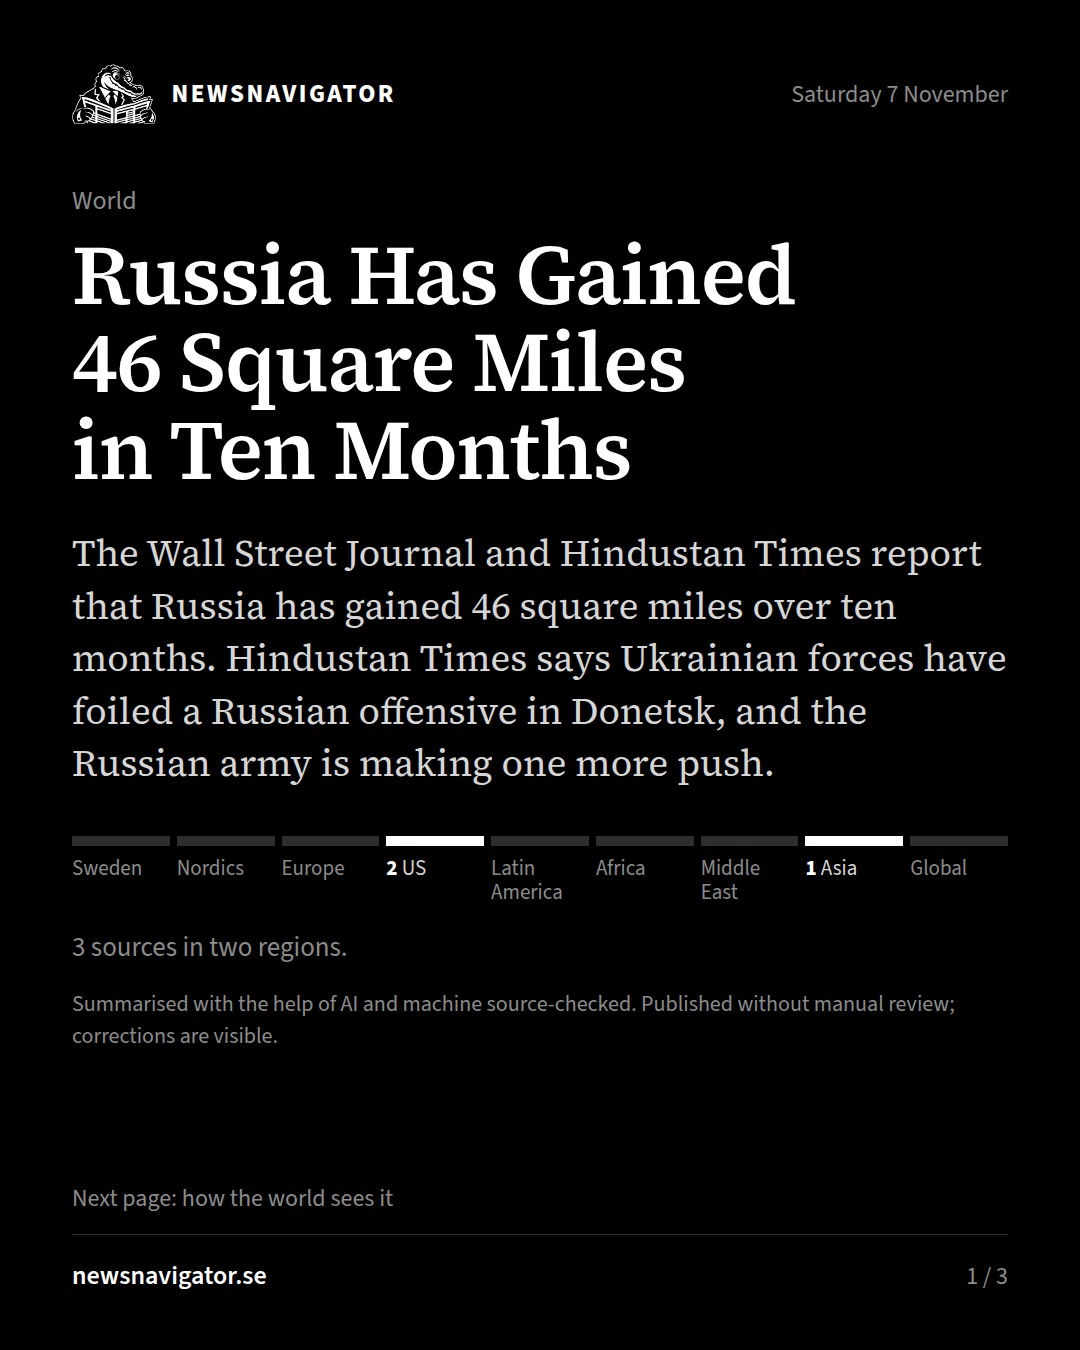 NEWSNAVIGATOR
Saturday 7 November
World
Russia Has Gained
46 Square Miles
in Ten Months
The Wall Street Journal and Hindustan Times report
that Russia has gained 46 square miles over ten
months. Hindustan Times says Ukrainian forces have
foiled a Russian offensive in Donetsk, and the
Russian army is making one more push.
Sweden
Nordics
Europe
2 US
Latin
America
Africa
Middle
East
1 Asia
Global
3 sources in two regions.
Summarised with the help of AI and machine source-checked. Published without manual review;
corrections are visible.
Next page: how the world sees it
newsnavigator.se
1 / 3